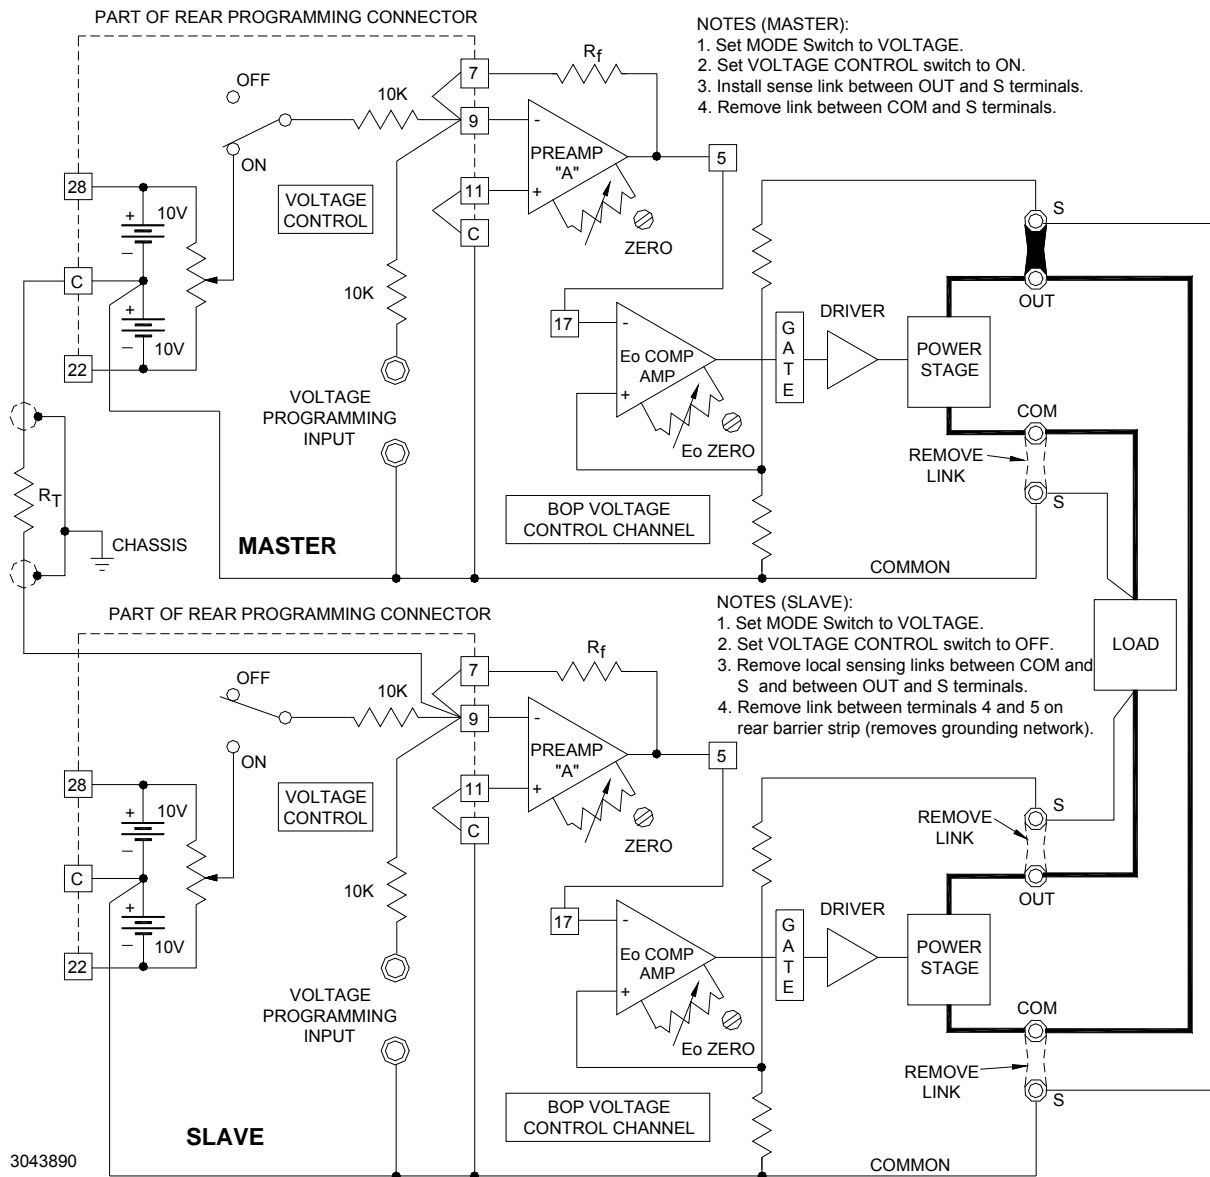 PART OF REAR PROGRAMMING CONNECTOR
NOTES (MASTER):
1. Set MODE Switch to VOLTAGE.
2. Set VOLTAGE CONTROL switch to ON.
3. Install sense link between OUT and S terminals.
4. Remove link between COM and S terminals.
Rf
7
OFF
10K
9
-
PREAMP
"A"
5
ON
28
VOLTAGE
CONTROL
11
+
C
ZERO
+
10V
–
S
OUT
C
10K
+
10V
–
22
17
-
Eo COMP
AMP
+
Eo ZERO
GATE
DRIVER
POWER
STAGE
VOLTAGE
PROGRAMMING
INPUT
COM
REMOVE
LINK
S
RT
BOP VOLTAGE
CONTROL CHANNEL
CHASSIS
MASTER
COMMON
PART OF REAR PROGRAMMING CONNECTOR
NOTES (SLAVE):
1. Set MODE Switch to VOLTAGE.
2. Set VOLTAGE CONTROL switch to OFF.
3. Remove local sensing links between COM and
S and between OUT and S terminals.
4. Remove link between terminals 4 and 5 on
rear barrier strip (removes grounding network).
LOAD
Rf
7
OFF
10K
9
-
PREAMP
"A"
5
ON
28
VOLTAGE
CONTROL
11
+
C
ZERO
+
10V
–
REMOVE
LINK
S
OUT
C
10K
+
10V
–
22
17
-
Eo COMP
AMP
+
Eo ZERO
GATE
DRIVER
POWER
STAGE
VOLTAGE
PROGRAMMING
INPUT
COM
REMOVE
LINK
S
BOP VOLTAGE
CONTROL CHANNEL
SLAVE
3043890
COMMON